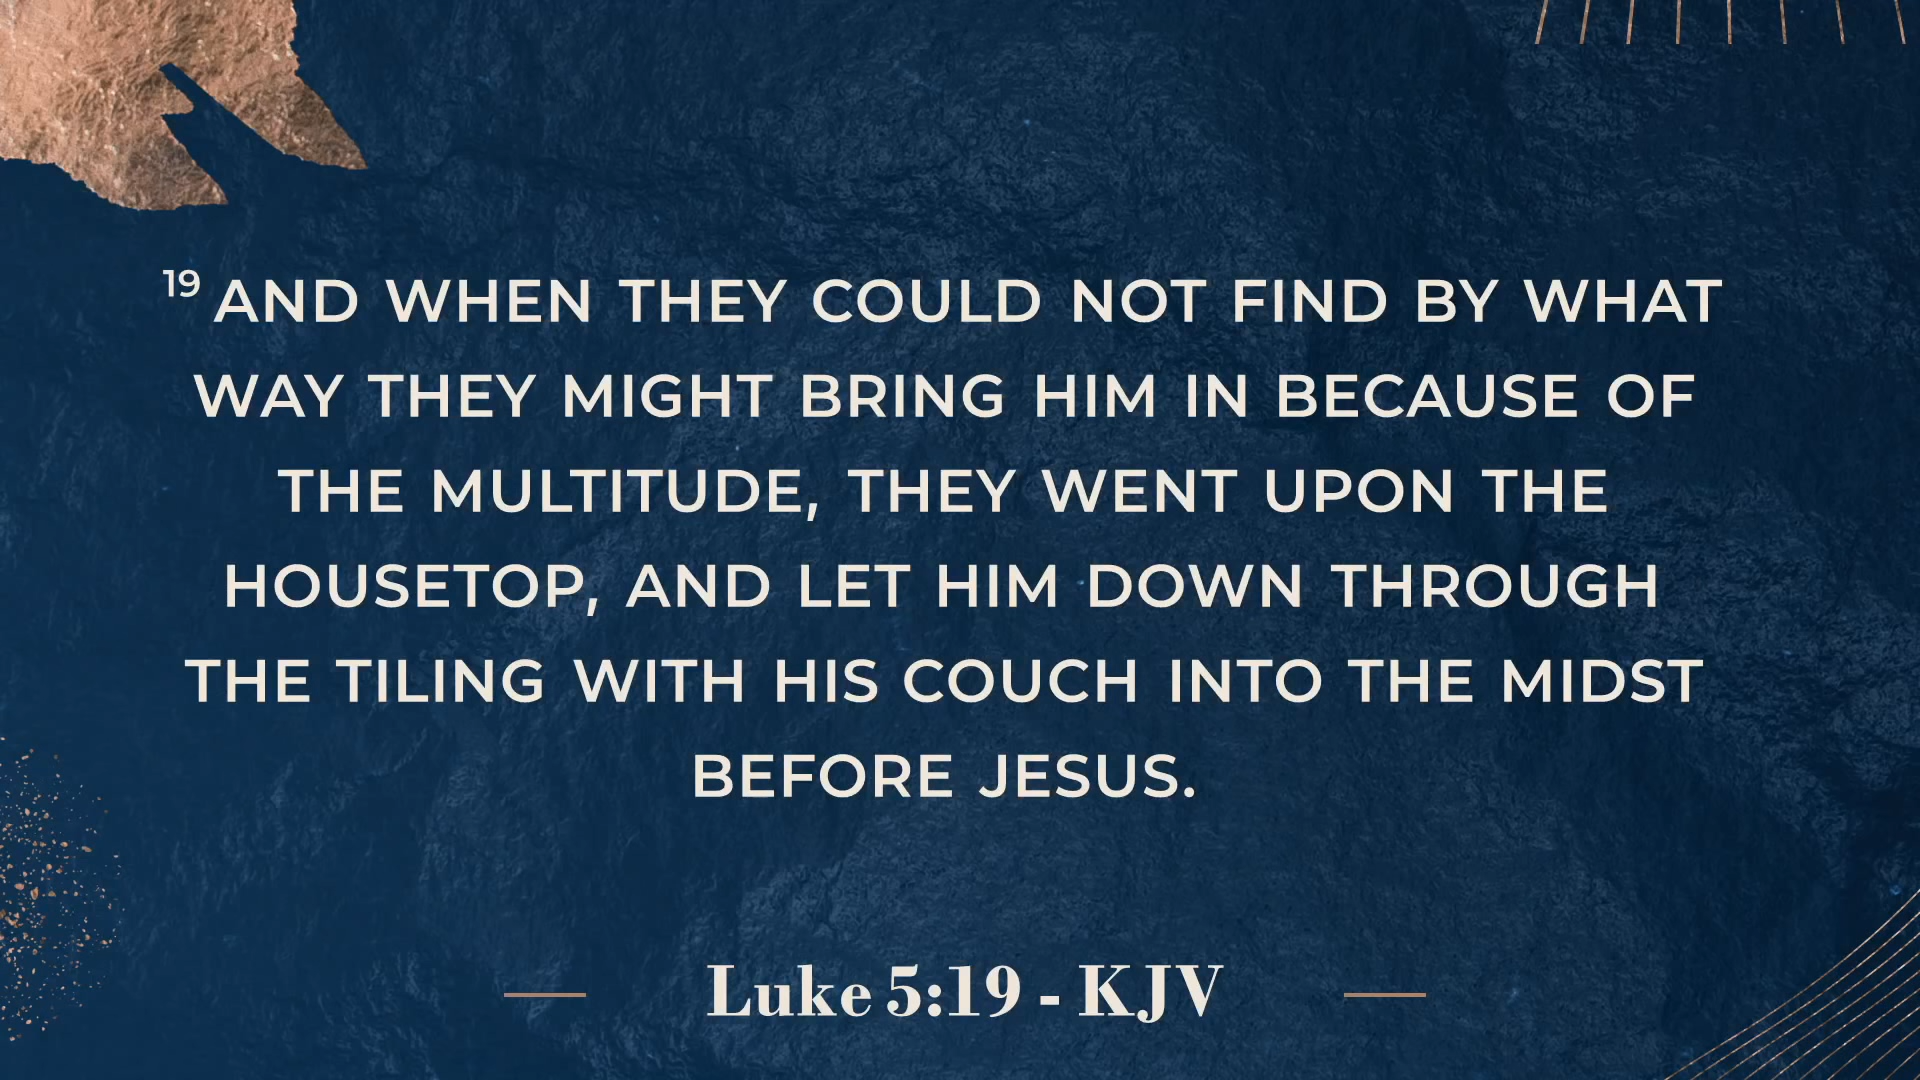 19 AND WHEN THEY COULD NOT FIND BY WHAT
WAY THEY MIGHT BRING HIM IN BECAUSE OF
THE MULTITUDE, THEY WENT UPON THE
HOUSETOP, AND LET HIM DOWN THROUGH
THE TILING WITH HIS COUCH INTO THE MIDST
BEFORE JESUS.
Luke 5:19 - KJV